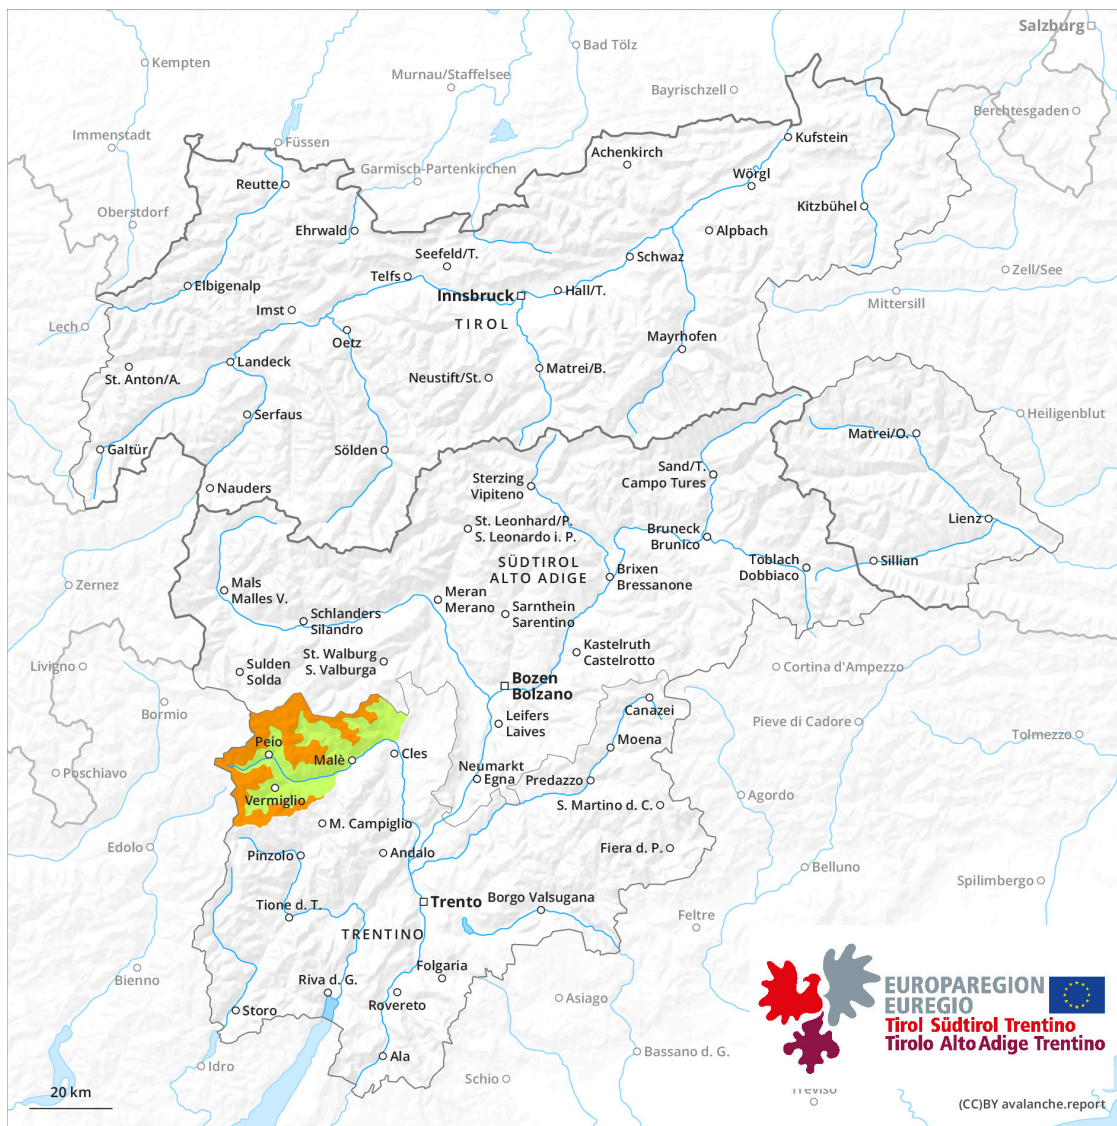 Salzburg
Bad Tölz
Kempten
Murnau/Staffelsee
Bayrischzell
Berchtesgaden
Immenstadt
Füssen
Kufstein
Achenkirch
Garmisch-Partenkirchen
Wörgl
Reutte
Kitzbühel
Oberstdorf
Ehrwald
Alpbach
Seefeld/T.
Schwaz
Zell/See
Telfs
Elbigenalp
Innsbruck
Hall/T.
Mittersill
Imst
TIROL
Lech
Oetz
Mayrhofen
Landeck
Matrei/B.
St. Anton/A.
Neustift/St.
Serfaus
Heiligenblut
Matrei/O.
Galtür
Sölden
Sand/T.
Campo Tures
Sterzing
Vipiteno
Nauders
Lienz
St. Leonhard/P.
S. Leonardo i. P.
Bruneck
Brunico
SÜDTIROL
ALTO ADIGE
Toblach
Dobbiaco
Sillian
Brixen
Bressanone
Zernez
Mals
Malles V.
Meran
Merano
Sarnthein
Sarentino
Schlanders
Silandro
Kastelruth
Castelrotto
St. Walburg
S. Valburga
Livigno
Sulden
Solda
Cortina d'Ampezzo
Bozen
Bolzano
Bormio
Canazei
Leifers
Laives
Pieve di Cadore
Tolmezzo
Peio
Moena
Malè
Cles
Poschiavo
Neumarkt
Egna
Predazzo
Vermiglio
Agordo
S. Martino d. C.
M. Campiglio
Edolo
Fiera d. P.
Pinzolo
Andalo
Belluno
Spilimbergo
Trento
Borgo Valsugana
Tione d. T.
Feltre
TRENTINO
Folgaria
Bienno
Riva d. G.
Rovereto
Asiago
Storo
EUROPAREGION
EUREGIO
Tirol Südtirol Trentino
Tirolo Alto Adige Trentino
Ala
Bassano d. G.
Idro
Schio
Treviso
20 km
(CC)BY avalanche.report